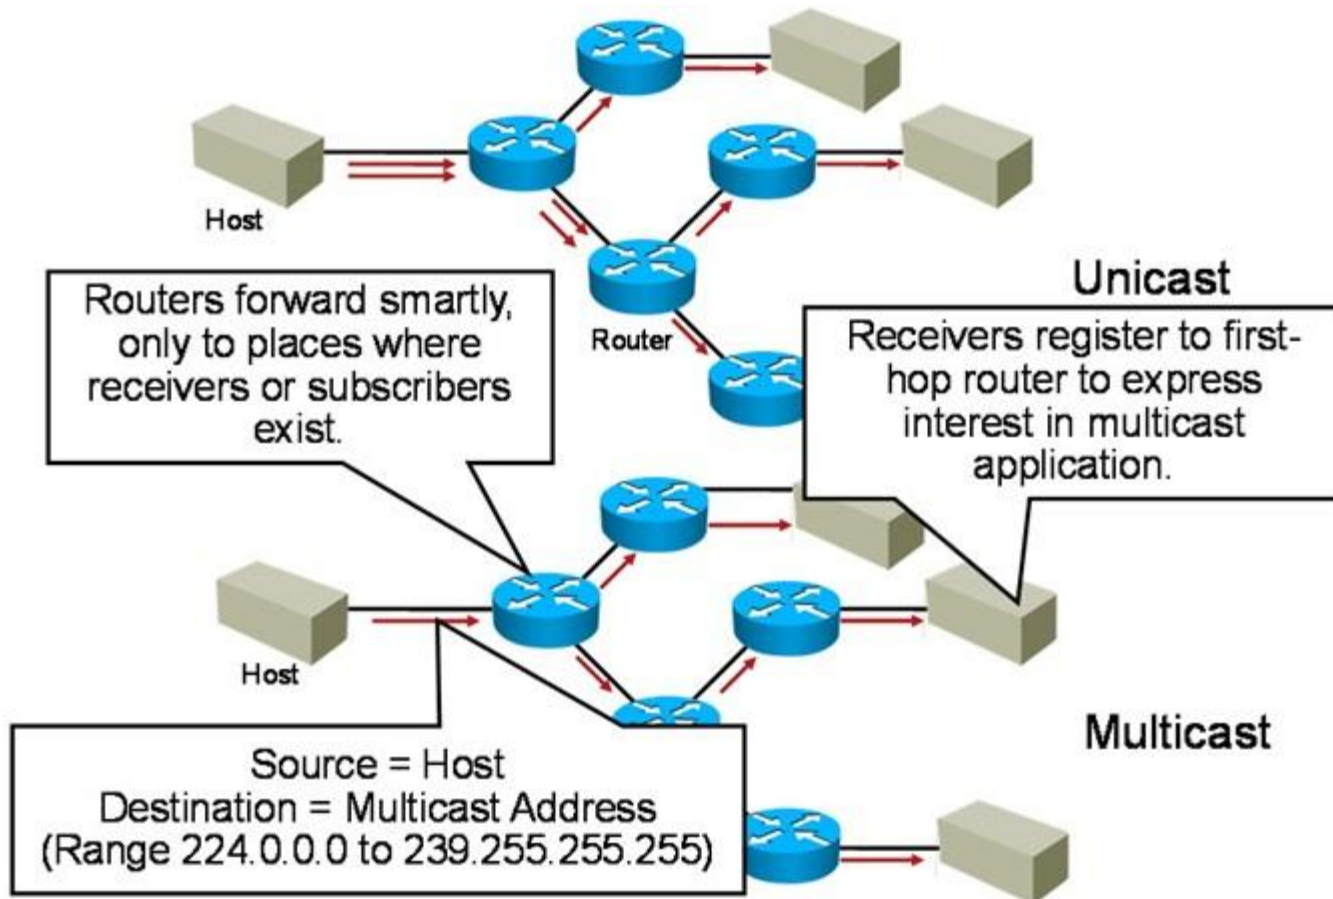 Host
Unicast
Routers forward smartly,
only to places where
receivers or subscribers
exist.
Router
Receivers register to first-
hop router to express
interest in multicast
application.
Host
Multicast
Source = Host
Destination = Multicast Address
(Range 224.0.0.0 to 239.255.255.255)